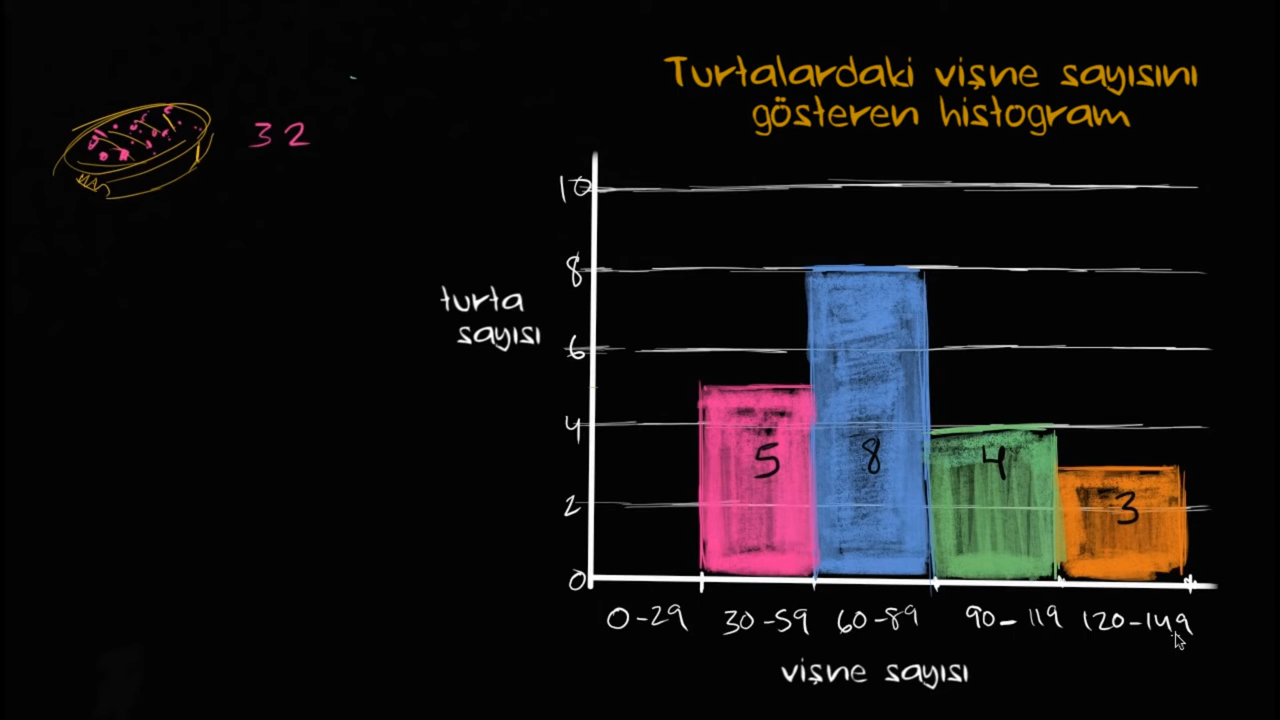 Turtalardaki vişne sayısını
gösteren histogram
32
10
8
turta
sayısı
6
4
2
0
5
8
4
3
0-29 30-59 60-89 90-119 120-149
vişne sayısı